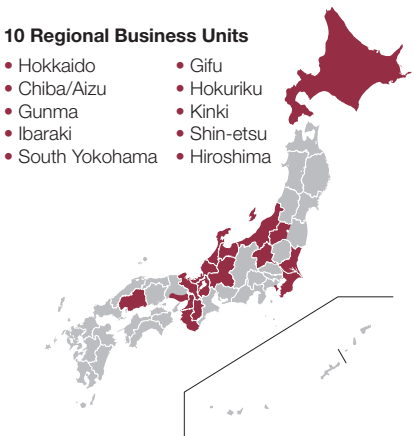 10 Regional Business Units
• Hokkaido
• Chiba/Aizu
• Gunma
• Ibaraki
• South Yokohama
• Gifu
• Hokuriku
• Kinki
• Shin-etsu
• Hiroshima